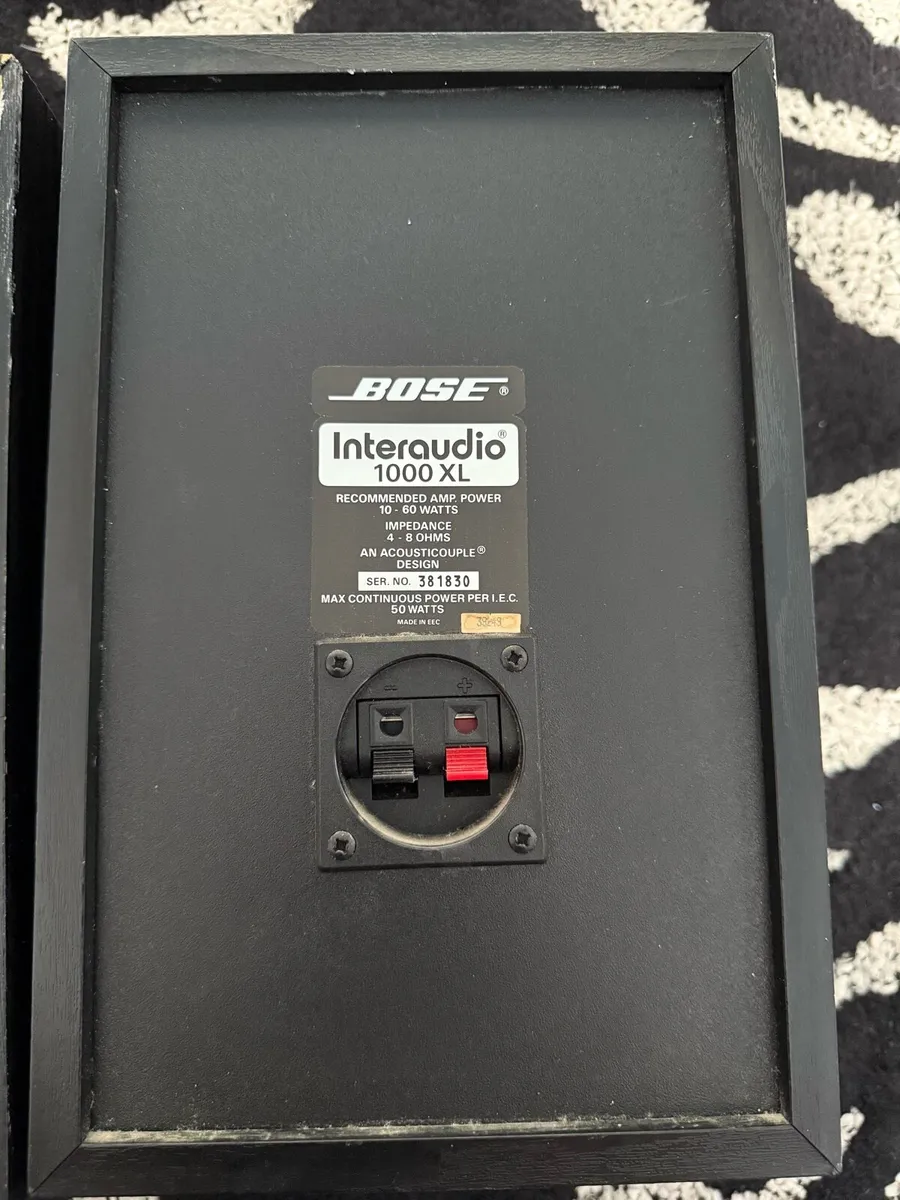 BOSE®
Interaudio®
1000 XL
RECOMMENDED AMP. POWER
10 - 60 WATTS
IMPEDANCE
4 - 8 OHMS
AN ACOUSTICOUPLE®
DESIGN
SER. NO. 381830
MAX CONTINUOUS POWER PER I.E.C.
50 WATTS
MADE IN EEC
− +